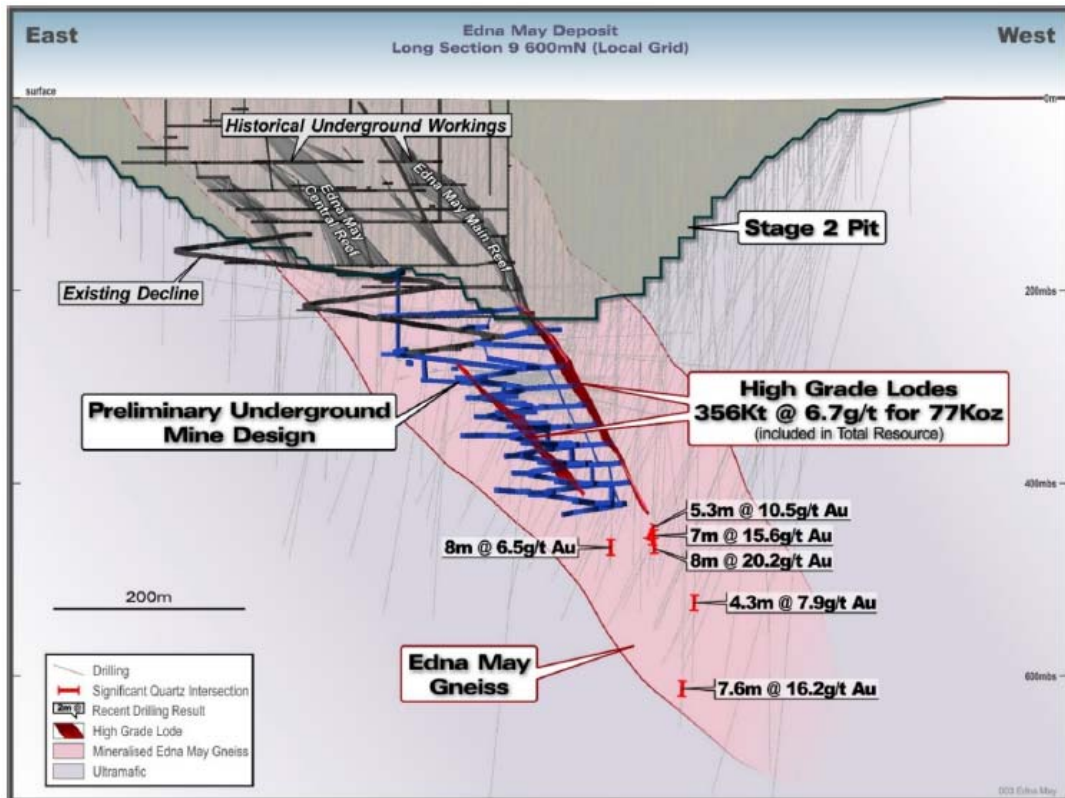 East
Edna May Deposit
Long Section 9 600mN (Local Grid)
West
surface
0m
Historical Underground Workings
Edna May
Central Reef
Edna May Main Reef
Stage 2 Pit
Existing Decline
200mbs
Preliminary Underground
Mine Design
High Grade Lodes
356Kt @ 6.7g/t for 77Koz
(included in Total Resource)
400mbs
5.3m @ 10.5g/t Au
7m @ 15.6g/t Au
8m @ 6.5g/t Au
8m @ 20.2g/t Au
200m
4.3m @ 7.9g/t Au
Edna May
Gneiss
7.6m @ 16.2g/t Au
600mbs
Drilling
Significant Quartz Intersection
2m @
Recent Drilling Result
High Grade Lode
Mineralised Edna May Gneiss
Ultramafic
003 Edna May